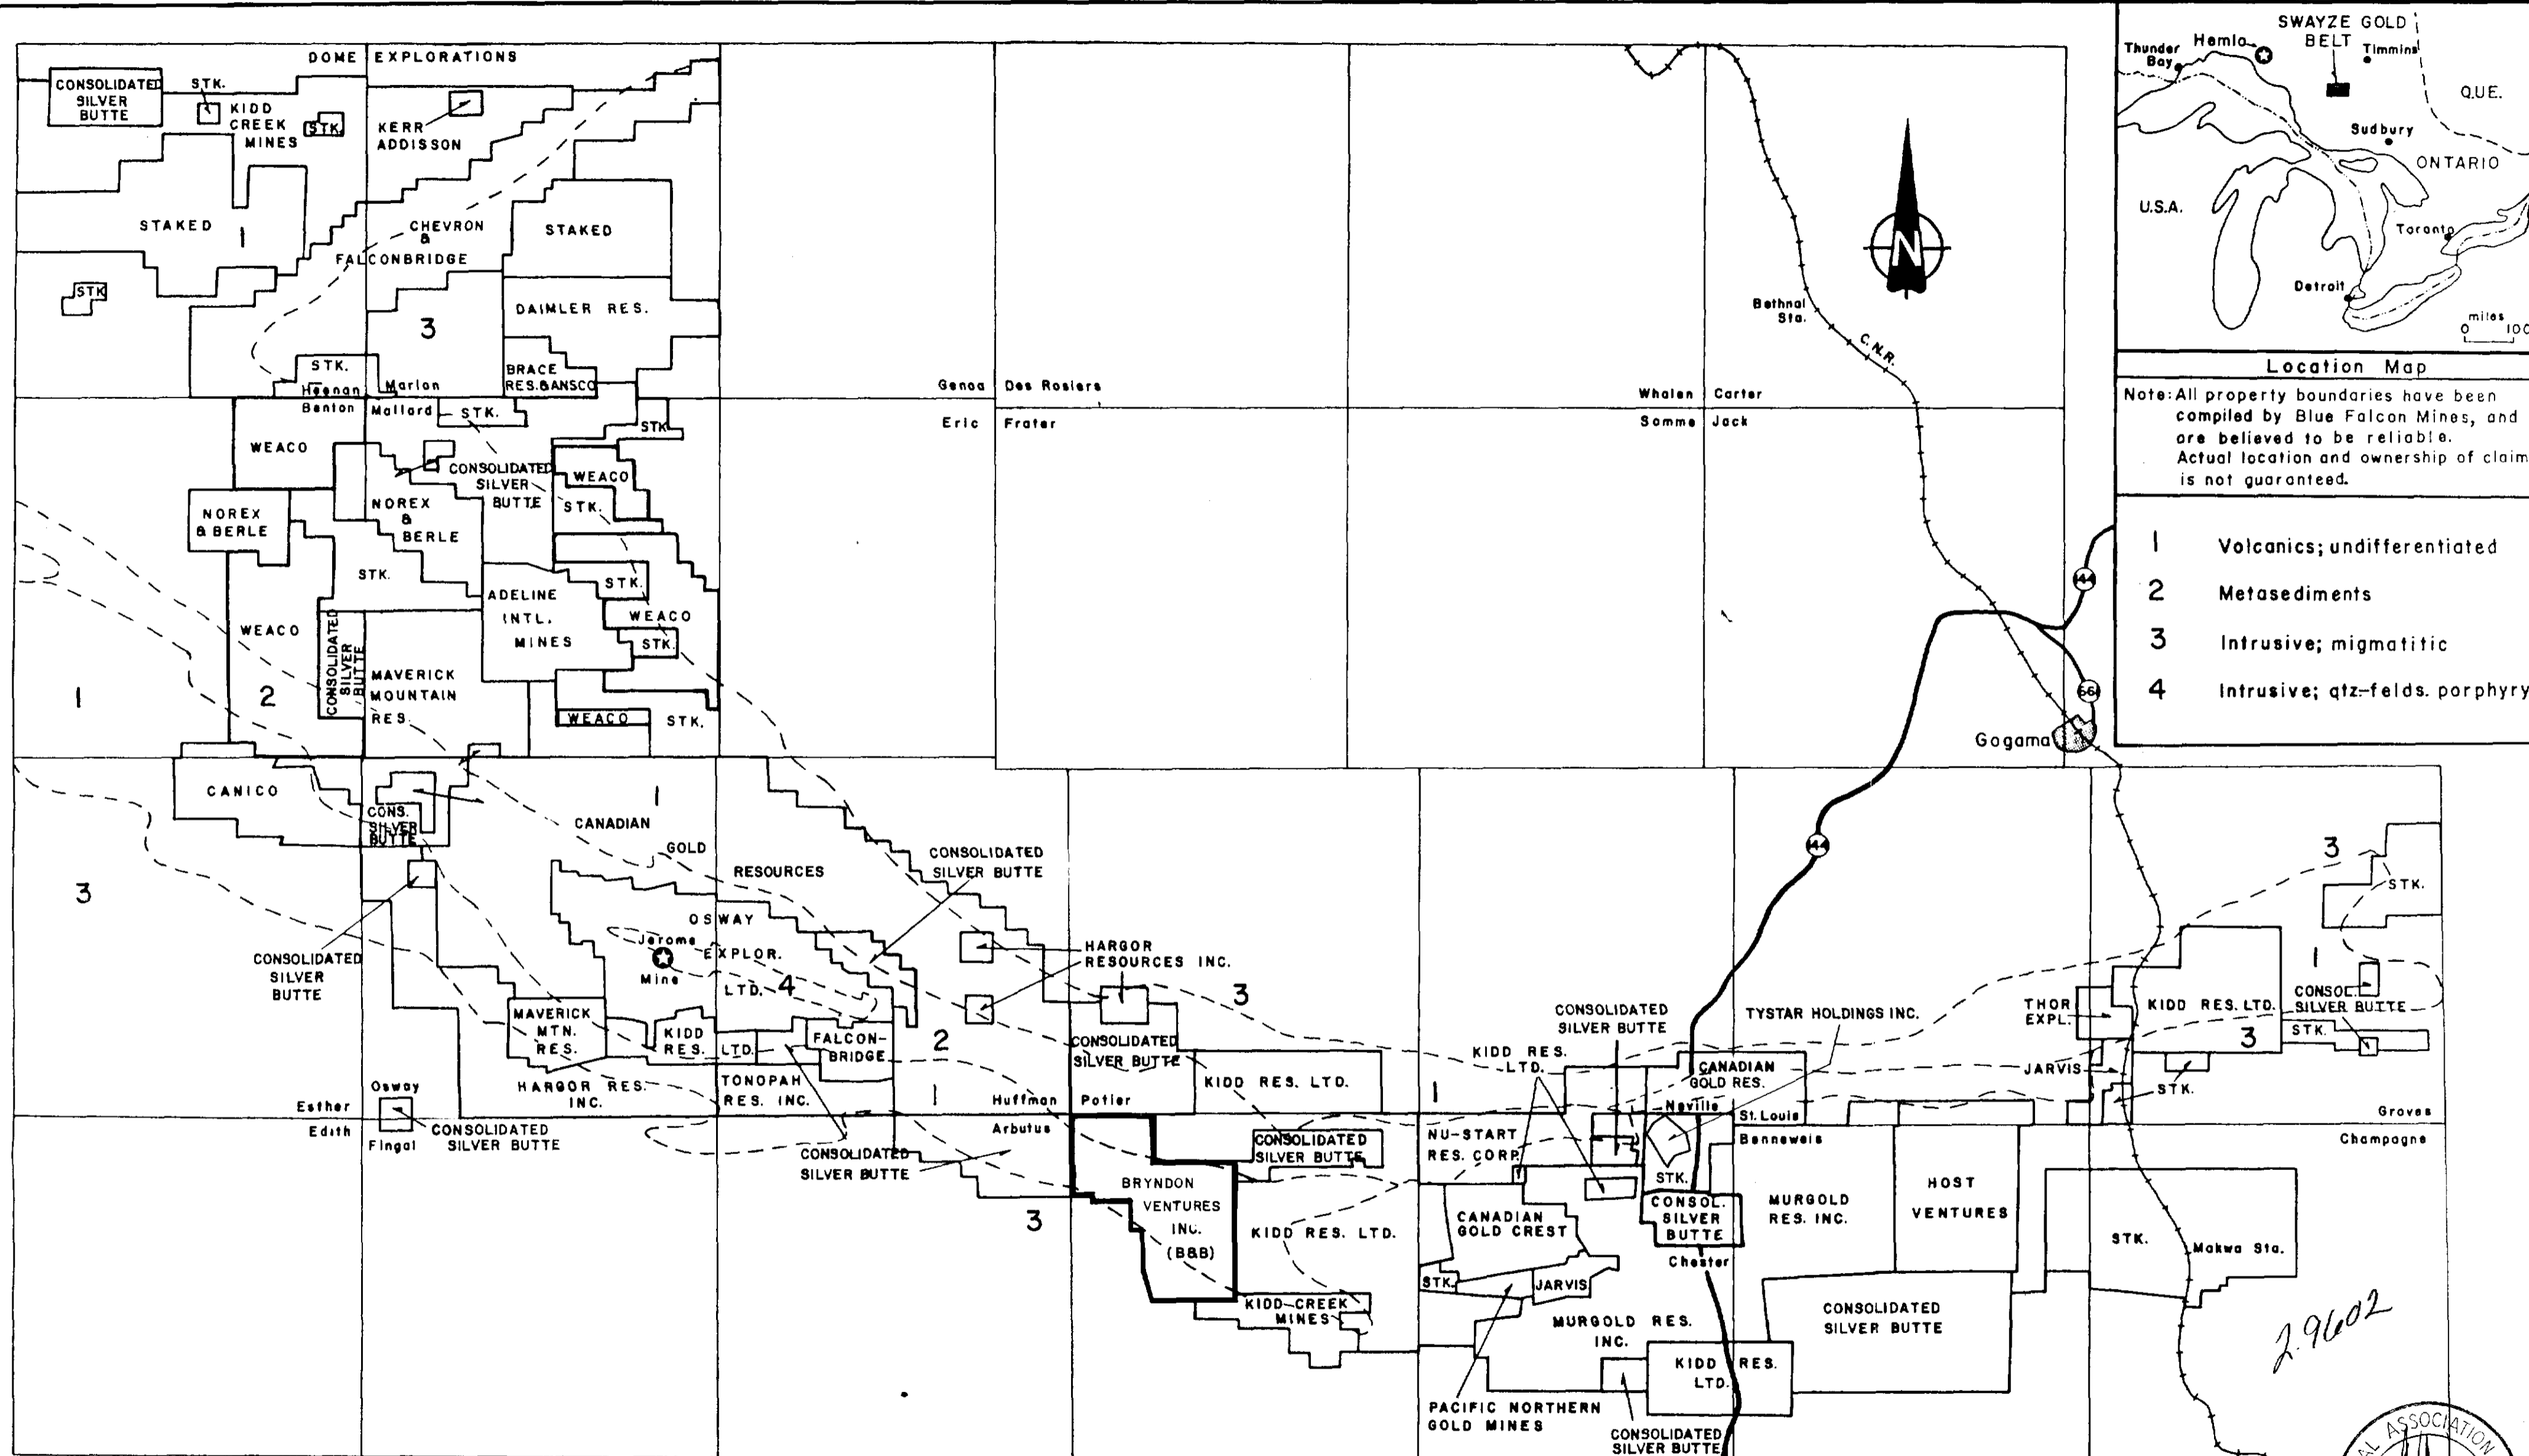 DOME EXPLORATIONS
CONSOLIDATED
SILVER
BUTTE
STK.
KIDD
CREEK
MINES
STK.
KERR
ADDISSON
STAKED
1
CHEVRON
&
FALCONBRIDGE
STAKED
STK
3
DAIMLER RES.
STK.
BRACE
RES.&ANSCO
Heenan
Marion
Benton
Mallard
STK.
Genoa
Des Rosiers
Eric
Frater
Whalen
Carter
Somme
Jack
Bethnal
Sta.
C.N.R.
N
WEACO
STK
CONSOLIDATED
SILVER
BUTTE
WEACO
STK.
NOREX
& BERLE
NOREX
&
BERLE
STK.
STK.
ADELINE
INTL.
MINES
WEACO
CONSOLIDATED
SILVER
BUTTE
WEACO
STK.
1
2
MAVERICK
MOUNTAIN
RES.
WEACO
STK.
144
661
Gogama
CANICO
CONS.
SILVER
BUTTE
1
CANADIAN
GOLD
RESOURCES
144
3
CONSOLIDATED
SILVER BUTTE
OSWAY
EXPLOR.
LTD.
4
Jerome
Mine
CONSOLIDATED
SILVER
BUTTE
HARGOR
RESOURCES INC.
3
MAVERICK
MTN.
RES.
KIDD
RES. LTD.
FALCON-
BRIDGE
2
CONSOLIDATED
SILVER BUTTE
KIDD RES. LTD.
HARGOR RES.
INC.
TONOPAH
RES. INC.
1
Osway
Esther
Edith
Fingal
CONSOLIDATED
SILVER BUTTE
Huffman
Potier
Arbutus
CONSOLIDATED
SILVER BUTTE
3
BRYNDON
VENTURES
INC.
(B&B)
CONSOLIDATED
SILVER BUTTE
KIDD RES. LTD.
KIDD-CREEK
MINES
1
CONSOLIDATED
SILVER BUTTE
KIDD RES.
LTD.
TYSTAR HOLDINGS INC.
CANADIAN
GOLD RES.
Neville
St. Louis
Benneweis
NU-START
RES. CORP.
STK.
CONSOL.
SILVER
BUTTE
Chester
CANADIAN
GOLD CREST
STK.
JARVIS
MURGOLD RES.
INC.
PACIFIC NORTHERN
GOLD MINES
KIDD RES.
LTD.
CONSOLIDATED
SILVER BUTTE
MURGOLD
RES. INC.
HOST
VENTURES
CONSOLIDATED
SILVER BUTTE
STK.
Makwa Sta.
3
STK.
1
THOR
EXPL.
KIDD RES. LTD.
CONSOL.
SILVER BUTTE
STK.
3
JARVIS
STK.
Groves
Champagne
2.9602
SWAYZE GOLD
BELT
Thunder
Bay
Hemlo
Timmins
QUE.
Sudbury
ONTARIO
U.S.A.
Toronto
Detroit
miles
0 100
Location Map
Note: All property boundaries have been
compiled by Blue Falcon Mines, and
are believed to be reliable.
Actual location and ownership of claim
is not guaranteed.
1 Volcanics; undifferentiated
2 Metasediments
3 Intrusive; migmatitic
4 Intrusive; qtz-felds. porphyry
AL ASSOCIATION